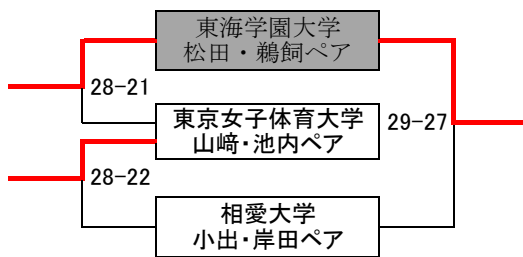 東海学園大学
松田・鵜飼ペア
28-21
東京女子体育大学
山﨑・池内ペア
29-27
28-22
相愛大学
小出・岸田ペア